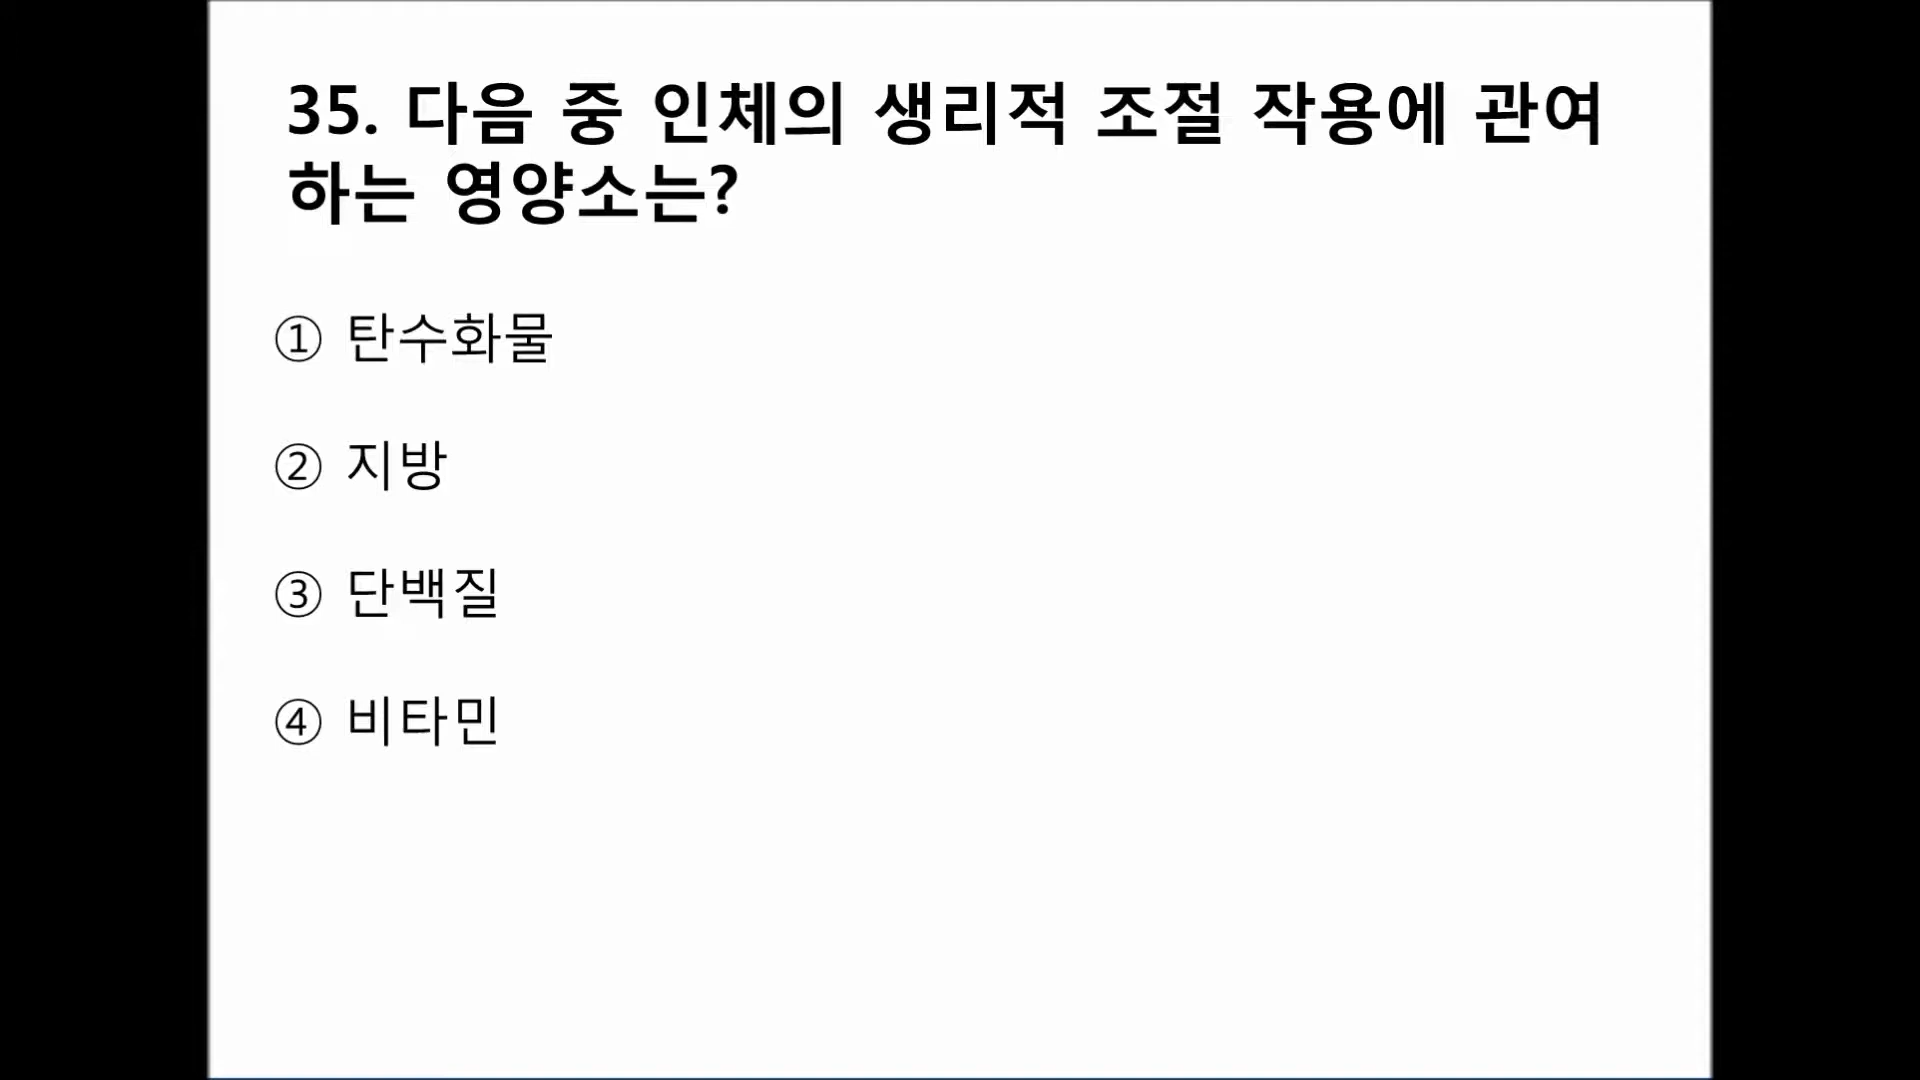 35. 다음 중 인체의 생리적 조절 작용에 관여
하는 영양소는?
① 탄수화물
② 지방
③ 단백질
④ 비타민